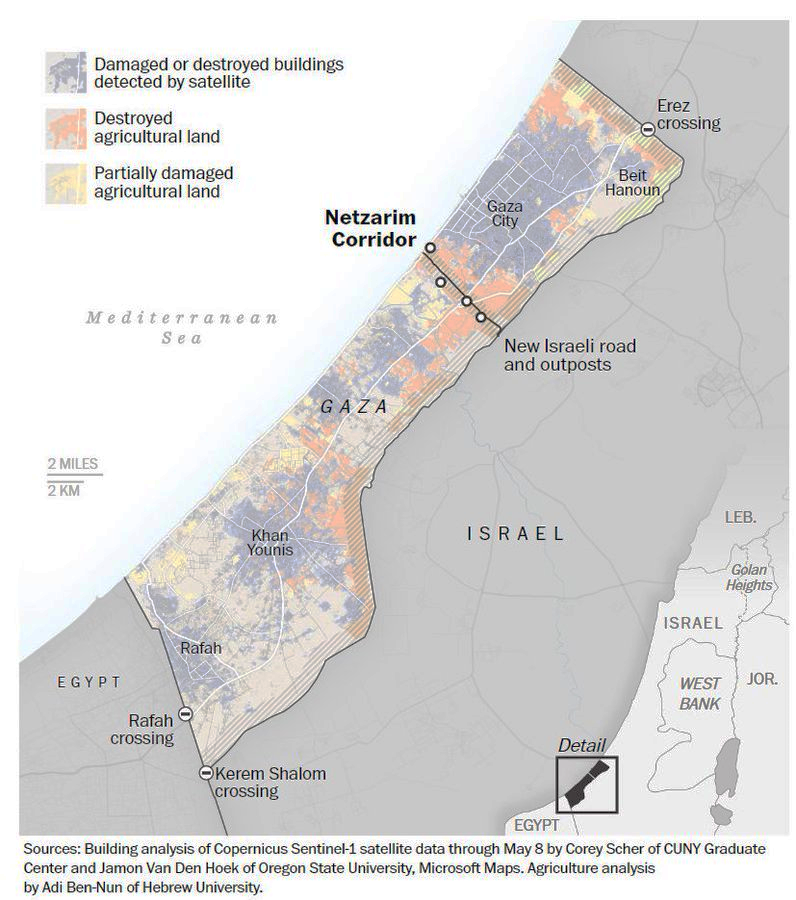 Damaged or destroyed buildings
detected by satellite
Destroyed
agricultural land
Partially damaged
agricultural land
Erez
crossing
Beit
Hanoun
Gaza
City
Netzarim
Corridor
Mediterranean
Sea
New Israeli road
and outposts
GAZA
2 MILES
2 KM
Khan
Younis
ISRAEL
LEB.
Golan
Heights
ISRAEL
WEST
BANK
JOR.
Rafah
EGYPT
Rafah
crossing
Kerem Shalom
crossing
Detail
EGYPT
Sources: Building analysis of Copernicus Sentinel-1 satellite data through May 8 by Corey Scher of CUNY Graduate
Center and Jamon Van Den Hoek of Oregon State University, Microsoft Maps. Agriculture analysis
by Adi Ben-Nun of Hebrew University.